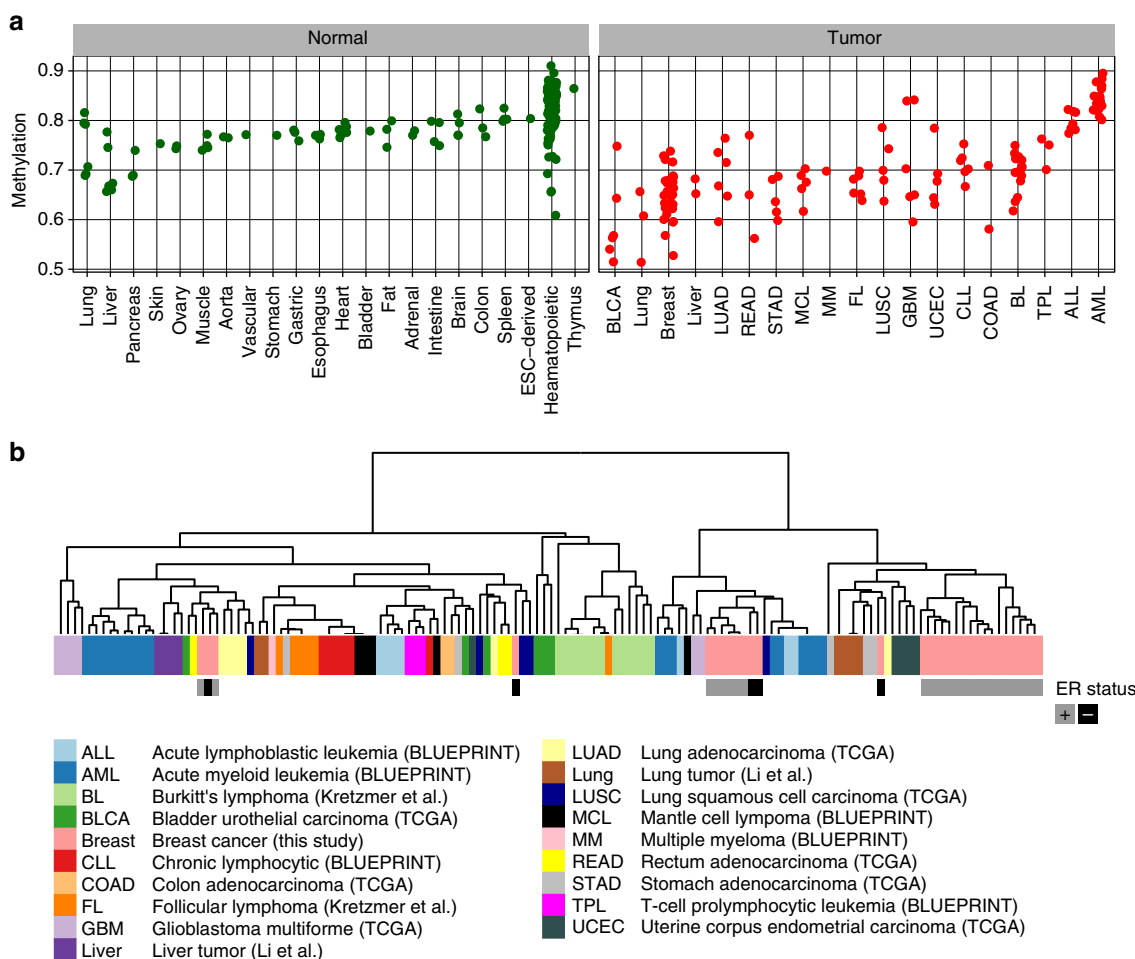 a
Normal
Tumor
Methylation
0.9
0.8
0.7
0.6
0.5
Lung
Liver
Pancreas
Skin
Ovary
Muscle
Aorta
Vascular
Stomach
Gastric
Esophagus
Heart
Bladder
Fat
Adrenal
Intestine
Brain
Colon
Spleen
ESC−derived
Heamatopoietic
Thymus
BLCA
Lung
Breast
Liver
LUAD
READ
STAD
MCL
MM
FL
LUSC
GBM
UCEC
CLL
COAD
BL
TPL
ALL
AML
b
ER status
+ −
ALL Acute lymphoblastic leukemia (BLUEPRINT)
AML Acute myeloid leukemia (BLUEPRINT)
BL Burkitt's lymphoma (Kretzmer et al.)
BLCA Bladder urothelial carcinoma (TCGA)
Breast Breast cancer (this study)
CLL Chronic lymphocytic (BLUEPRINT)
COAD Colon adenocarcinoma (TCGA)
FL Follicular lymphoma (Kretzmer et al.)
GBM Glioblastoma multiforme (TCGA)
Liver Liver tumor (Li et al.)
LUAD Lung adenocarcinoma (TCGA)
Lung Lung tumor (Li et al.)
LUSC Lung squamous cell carcinoma (TCGA)
MCL Mantle cell lympoma (BLUEPRINT)
MM Multiple myeloma (BLUEPRINT)
READ Rectum adenocarcinoma (TCGA)
STAD Stomach adenocarcinoma (TCGA)
TPL T-cell prolymphocytic leukemia (BLUEPRINT)
UCEC Uterine corpus endometrial carcinoma (TCGA)